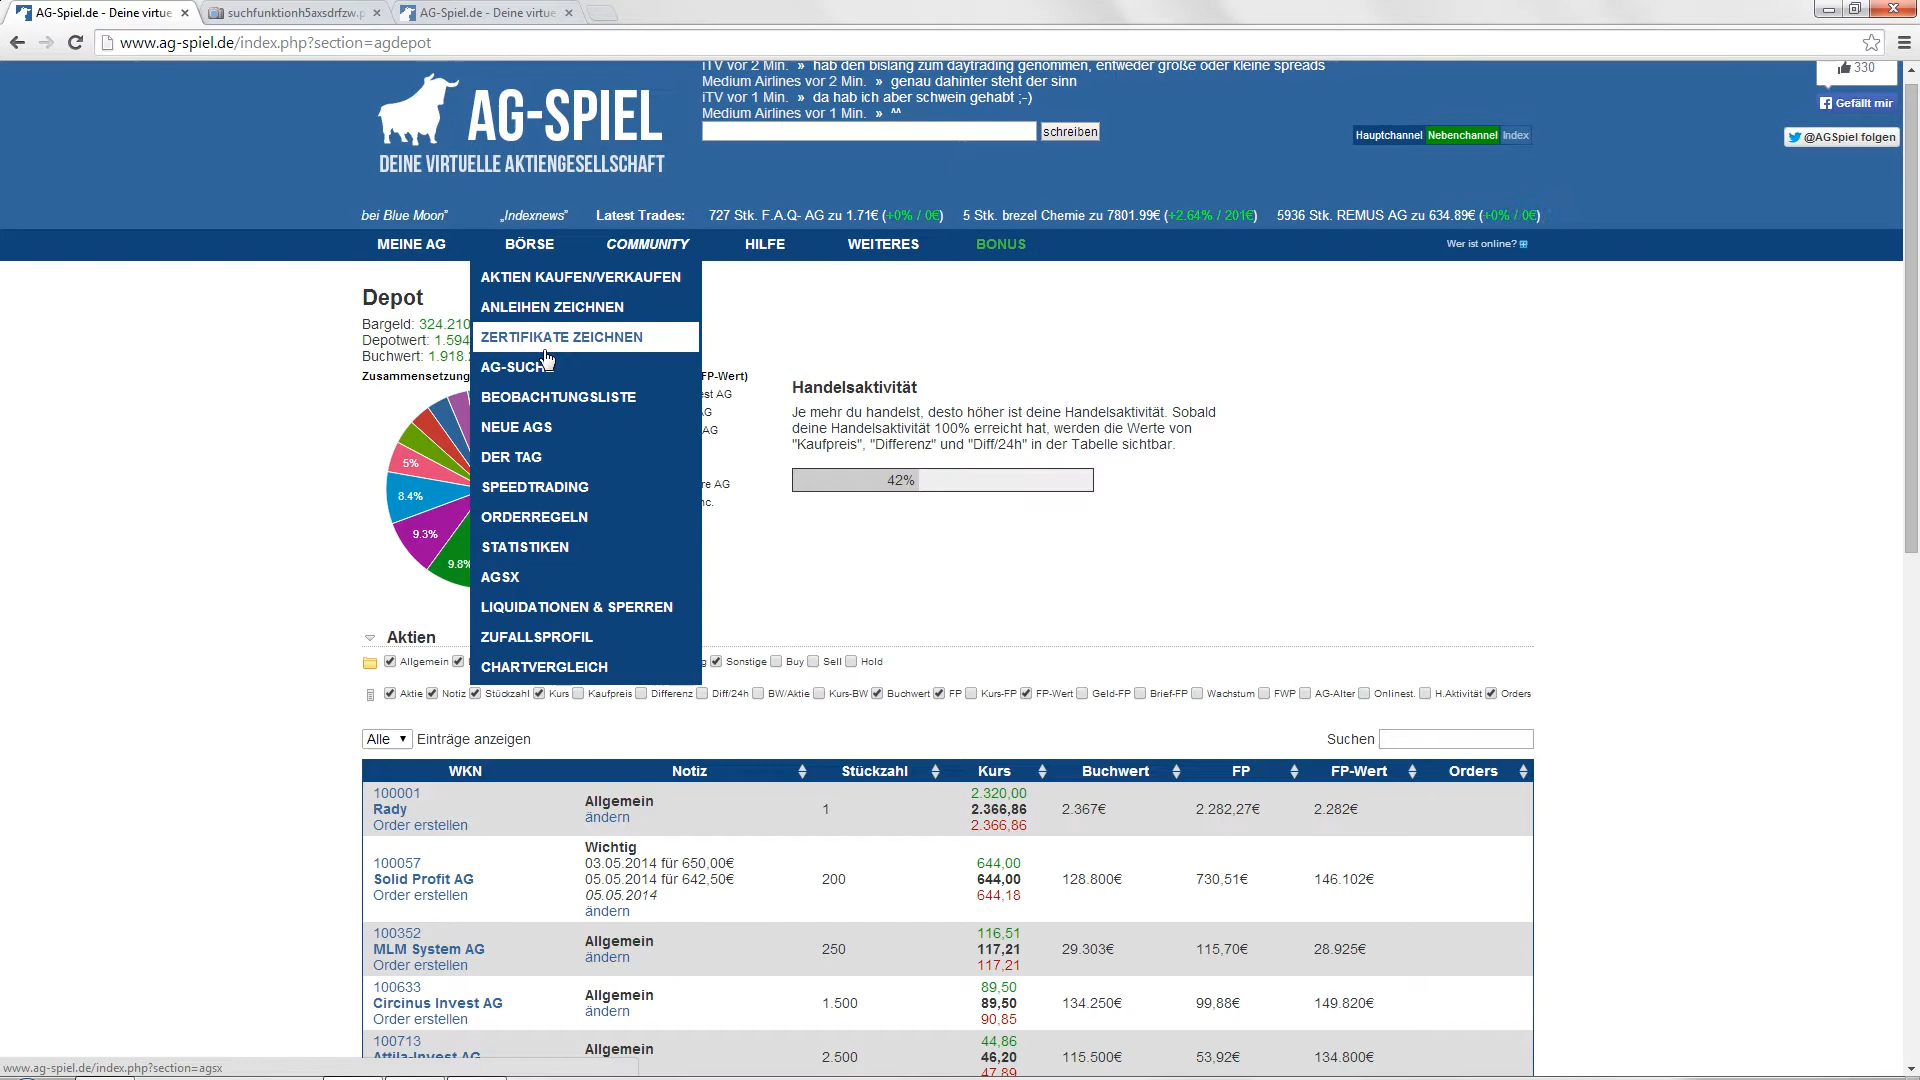 AG-Spiel.de - Deine virtue
suchfunktionh5axsdrfzw.p
AG-Spiel.de - Deine virtue
www.ag-spiel.de/index.php?section=agdepot
AG-SPIEL
DEINE VIRTUELLE AKTIENGESELLSCHAFT
iTV vor 2 Min. » hab den bislang zum daytrading genommen, entweder große oder kleine spreads
Medium Airlines vor 2 Min. » genau dahinter steht der sinn
iTV vor 1 Min. » da hab ich aber schwein gehabt ;-)
Medium Airlines vor 1 Min. » ^^
schreiben
Hauptchannel Nebenchannel Index
330
Gefällt mir
@AGSpiel folgen
bei Blue Moon” „Indexnews” Latest Trades: 727 Stk. F.A.Q- AG zu 1.71€ (+0% / 0€) 5 Stk. brezel Chemie zu 7801.99€ (+2.64% / 201€) 5936 Stk. REMUS AG zu 634.89€ (+0% / 0€)
MEINE AG BÖRSE COMMUNITY HILFE WEITERES BONUS Wer ist online?
AKTIEN KAUFEN/VERKAUFEN
ANLEIHEN ZEICHNEN
ZERTIFIKATE ZEICHNEN
AG-SUCH
BEOBACHTUNGSLISTE
NEUE AGS
DER TAG
SPEEDTRADING
ORDERREGELN
STATISTIKEN
AGSX
LIQUIDATIONEN & SPERREN
ZUFALLSPROFIL
CHARTVERGLEICH
Depot
Bargeld: 324.210
Depotwert: 1.594
Buchwert: 1.918.
Zusammensetzung FP-Wert)
est AG
AG
AG
re AG
nc.
5%
8.4%
9.3%
9.8%
Handelsaktivität
Je mehr du handelst, desto höher ist deine Handelsaktivität. Sobald
deine Handelsaktivität 100% erreicht hat, werden die Werte von
"Kaufpreis", "Differenz" und "Diff/24h" in der Tabelle sichtbar.
42%
Aktien
Allgemein g Sonstige Buy Sell Hold
Aktie Notiz Stückzahl Kurs Kaufpreis Differenz Diff/24h BW/Aktie Kurs-BW Buchwert FP Kurs-FP FP-Wert Geld-FP Brief-FP Wachstum FWP AG-Alter Onlinest. H.Aktivität Orders
Alle Einträge anzeigen Suchen
WKN Notiz Stückzahl Kurs Buchwert FP FP-Wert Orders
100001
Rady
Order erstellen
Allgemein
ändern
1
2.320,00
2.366,86
2.366,86
2.367€ 2.282,27€ 2.282€
100057
Solid Profit AG
Order erstellen
Wichtig
03.05.2014 für 650,00€
05.05.2014 für 642,50€
05.05.2014
ändern
200
644,00
644,00
644,18
128.800€ 730,51€ 146.102€
100352
MLM System AG
Order erstellen
Allgemein
ändern
250
116,51
117,21
117,21
29.303€ 115,70€ 28.925€
100633
Circinus Invest AG
Order erstellen
Allgemein
ändern
1.500
89,50
89,50
90,85
134.250€ 99,88€ 149.820€
100713
Attila-Invest AG
Allgemein
2.500
44,86
46,20
47,89
115.500€ 53,92€ 134.800€
www.ag-spiel.de/index.php?section=agsx